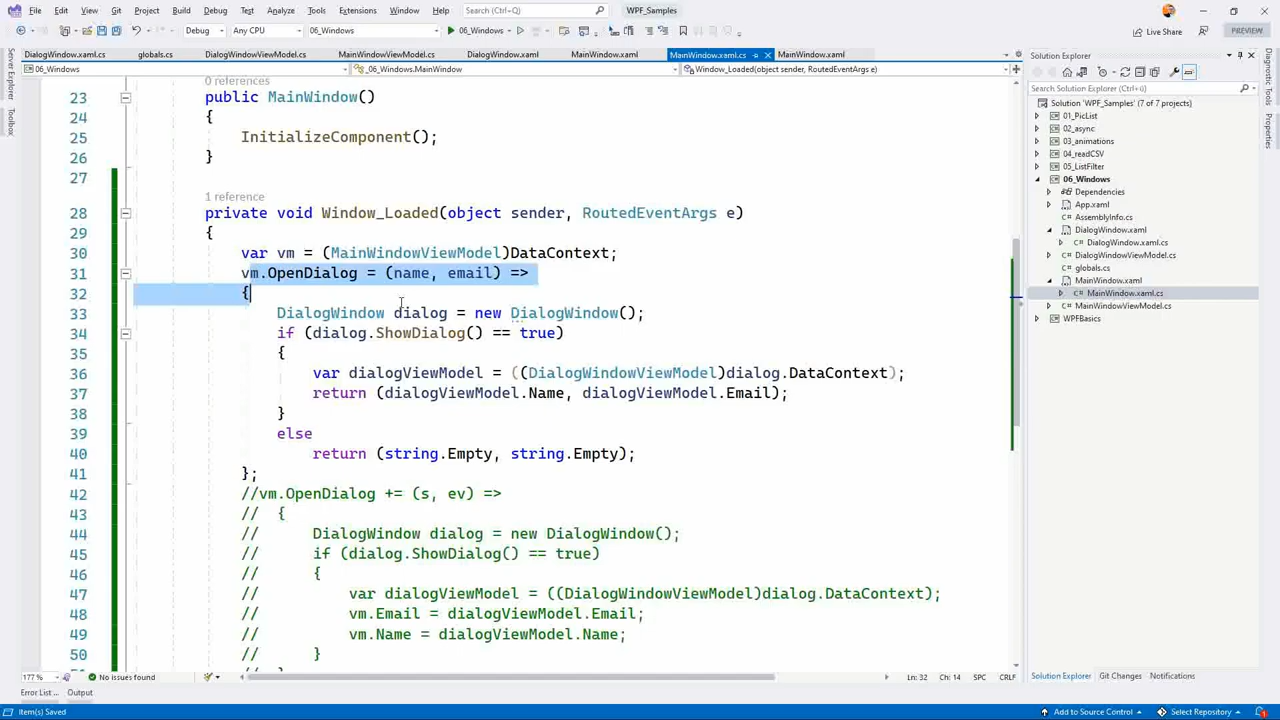 File Edit View Git Project Build Debug Test Analyze Tools Extensions Window Help Search (Ctrl+Q) WPF_Samples
Debug Any CPU 06_Windows 06_Windows Live Share PREVIEW
DialogWindow.xaml.cs globals.cs DialogWindowViewModel.cs MainWindowViewModel.cs DialogWindow.xaml MainWindow.xaml MainWindow.xaml.cs MainWindow.xaml
06_Windows _06_Windows.MainWindow Window_Loaded(object sender, RoutedEventArgs e)
0 references
23 public MainWindow()
24 {
25 InitializeComponent();
26 }
27
1 reference
28 private void Window_Loaded(object sender, RoutedEventArgs e)
29 {
30 var vm = (MainWindowViewModel)DataContext;
31 vm.OpenDialog = (name, email) =>
32 {
33 DialogWindow dialog = new DialogWindow();
34 if (dialog.ShowDialog() == true)
35 {
36 var dialogViewModel = ((DialogWindowViewModel)dialog.DataContext);
37 return (dialogViewModel.Name, dialogViewModel.Email);
38 }
39 else
40 return (string.Empty, string.Empty);
41 };
42 //vm.OpenDialog += (s, ev) =>
43 // {
44 // DialogWindow dialog = new DialogWindow();
45 // if (dialog.ShowDialog() == true)
46 // {
47 // var dialogViewModel = ((DialogWindowViewModel)dialog.DataContext);
48 // vm.Email = dialogViewModel.Email;
49 // vm.Name = dialogViewModel.Name;
50 // }
177 % No issues found Ln: 32 Ch: 14 SPC CRLF
Error List ... Output
Item(s) Saved Add to Source Control Select Repository
Server Explorer
Toolbox
Solution Explorer
Search Solution Explorer (Ctrl+ü)
Solution 'WPF_Samples' (7 of 7 projects)
01_PicList
02_async
03_animations
04_readCSV
05_ListFilter
06_Windows
Dependencies
App.xaml
AssemblyInfo.cs
DialogWindow.xaml
DialogWindow.xaml.cs
DialogWindowViewModel.cs
globals.cs
MainWindow.xaml
MainWindow.xaml.cs
MainWindowViewModel.cs
WPFBasics
Solution Explorer Git Changes Notifications
Diagnostic Tools
Properties